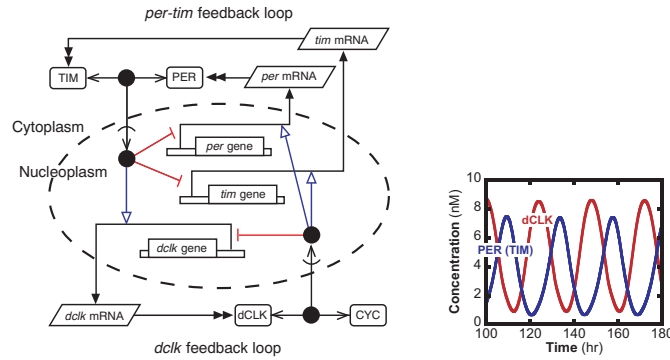 per-tim feedback loop
tim mRNA
TIM
PER
per mRNA
Cytoplasm
Nucleoplasm
per gene
tim gene
dclk gene
dclk mRNA
dCLK
CYC
dclk feedback loop
Concentration (nM)
10
8
6
4
2
0
dCLK
PER (TIM)
100 120 140 160 180
Time (hr)